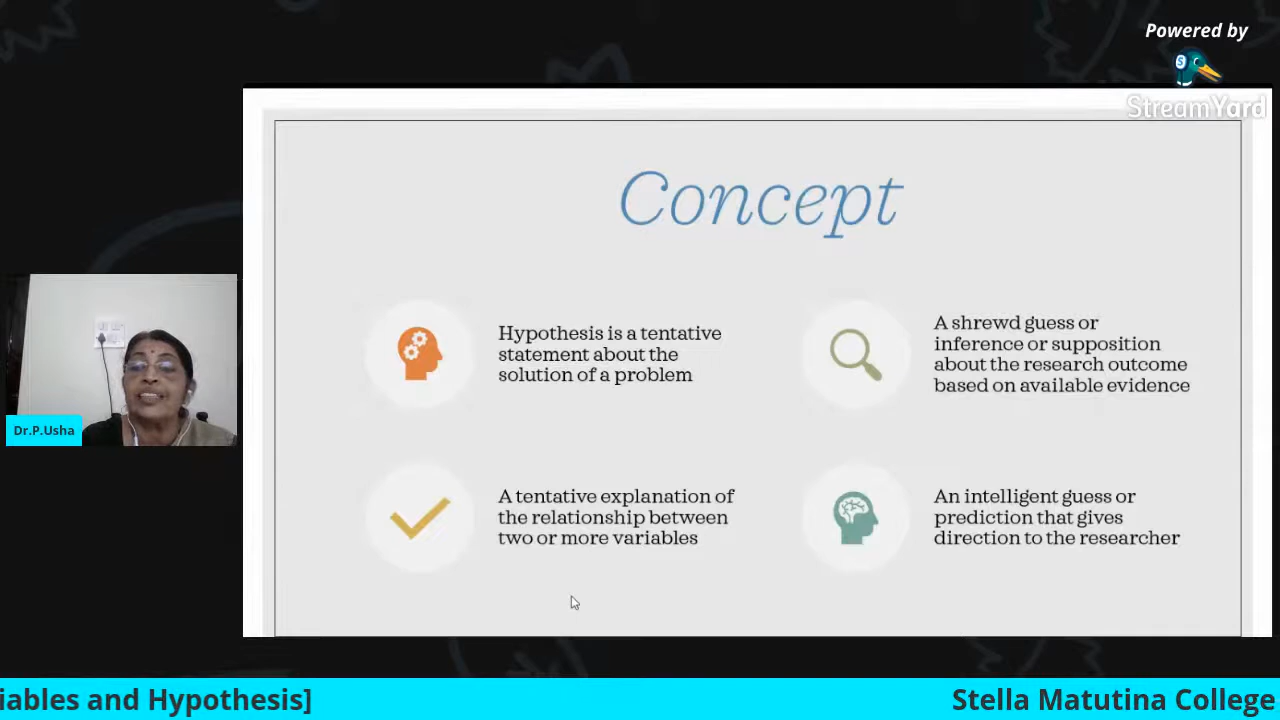 Powered by
StreamYard
Concept
Hypothesis is a tentative
statement about the
solution of a problem
A shrewd guess or
inference or supposition
about the research outcome
based on available evidence
A tentative explanation of
the relationship between
two or more variables
An intelligent guess or
prediction that gives
direction to the researcher
Dr.P.Usha
iables and Hypothesis]
Stella Matutina College